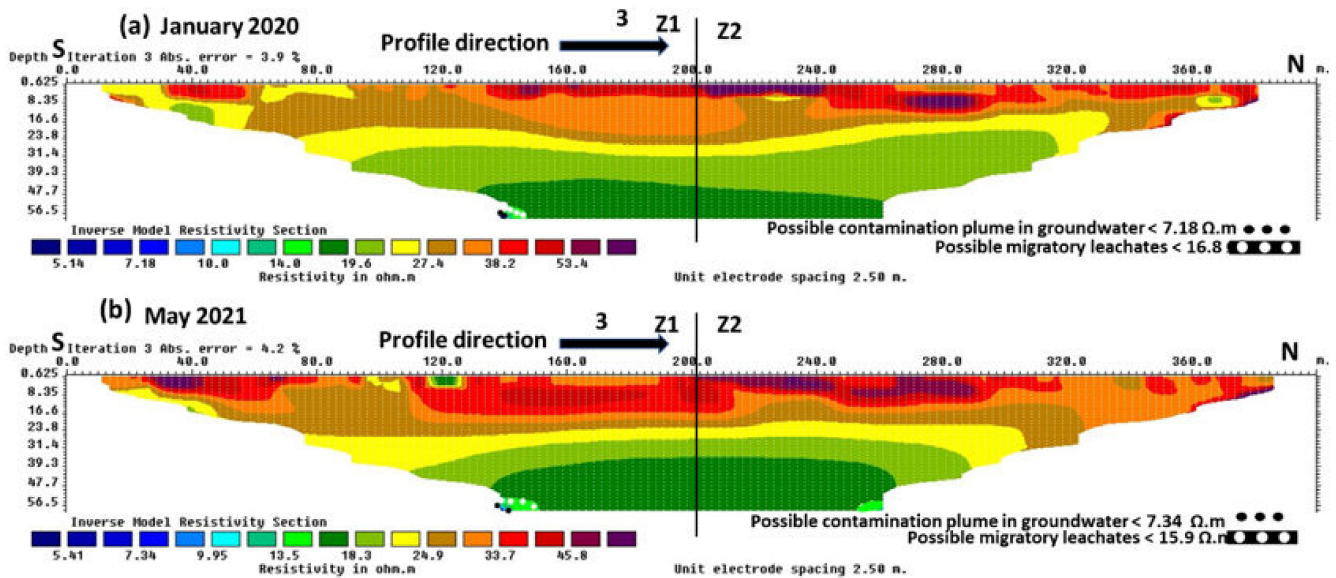 (a) January 2020
3 Z1 Z2
Profile direction
S N
Depth Iteration 3 Abs. error = 3.9 %
0.0 40.0 80.0 120.0 160.0 200.0 240.0 280.0 320.0 360.0 m.
0.625
8.35
16.6
23.8
31.4
39.3
47.7
56.5
Possible contamination plume in groundwater < 7.18 Ω.m
Possible migratory leachates < 16.8
Inverse Model Resistivity Section
5.14 7.18 10.0 14.0 19.6 27.4 38.2 53.4
Resistivity in ohm.m
Unit electrode spacing 2.50 m.
(b) May 2021
3 Z1 Z2
Profile direction
S N
Depth Iteration 3 Abs. error = 4.2 %
0.0 40.0 80.0 120.0 160.0 200.0 240.0 280.0 320.0 360.0 m.
0.625
8.35
16.6
23.8
31.4
39.3
47.7
56.5
Possible contamination plume in groundwater < 7.34 Ω.m
Possible migratory leachates < 15.9 Ω.m
Inverse Model Resistivity Section
5.41 7.34 9.95 13.5 18.3 24.9 33.7 45.8
Resistivity in ohm.m
Unit electrode spacing 2.50 m.